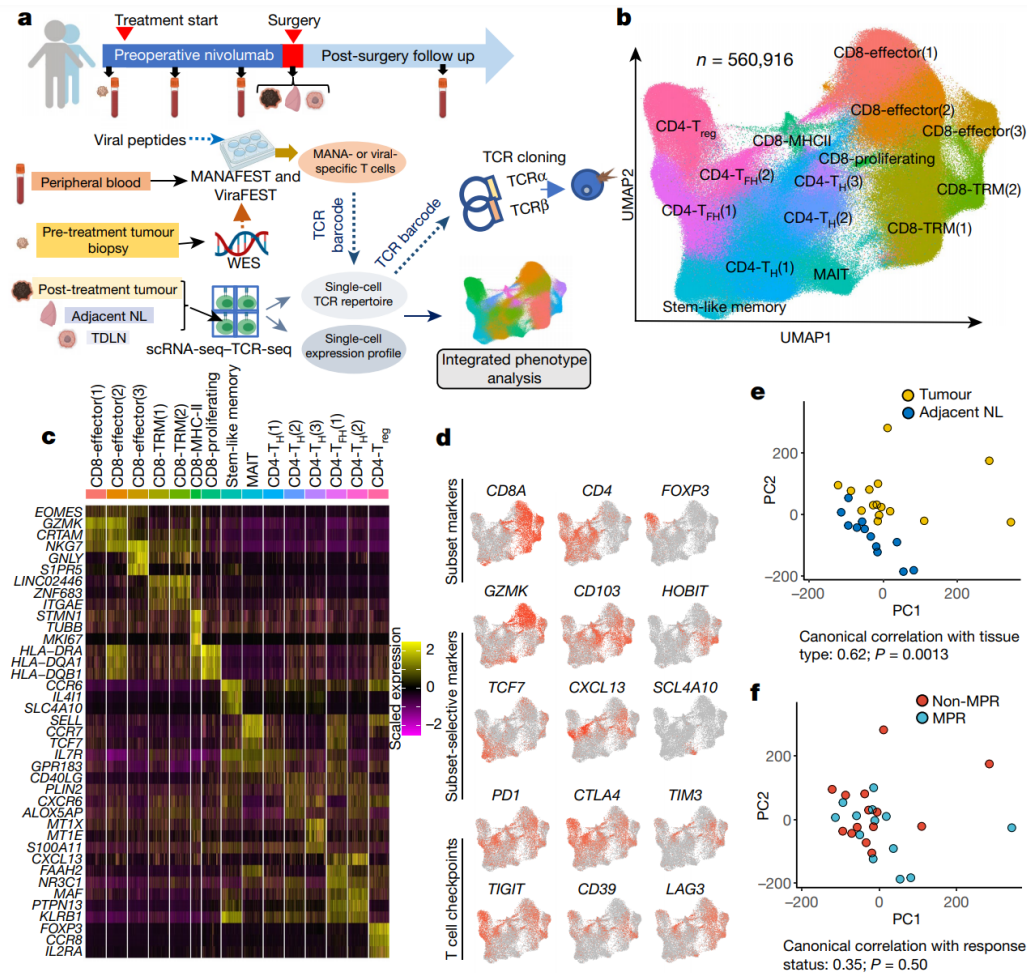 a
Treatment start
Surgery
Preoperative nivolumab
Post-surgery follow up
Viral peptides
MANAFEST and
ViraFEST
MANA- or viral-
specific T cells
Peripheral blood
Pre-treatment tumour
biopsy
WES
TCR
barcode
TCR barcode
TCR cloning
TCRα
TCRβ
Post-treatment tumour
Adjacent NL
TDLN
scRNA-seq–TCR-seq
Single-cell
TCR repertoire
Single-cell
expression profile
Integrated phenotype
analysis
b
n = 560,916
CD8-effector(1)
CD8-effector(2)
CD8-effector(3)
CD4-Treg
CD8-MHCII
CD8-proliferating
CD4-TFH(2)
CD4-TH(3)
CD8-TRM(2)
CD4-TFH(1)
CD4-TH(2)
CD8-TRM(1)
CD4-TH(1)
MAIT
Stem-like memory
UMAP2
UMAP1
c
CD8-effector(1)
CD8-effector(2)
CD8-effector(3)
CD8-TRM(1)
CD8-TRM(2)
CD8-MHC-II
CD8-proliferating
Stem-like memory
MAIT
CD4-TH(1)
CD4-TH(2)
CD4-TH(3)
CD4-TFH(1)
CD4-TH(2)
CD4-Treg
EOMES
GZMK
CRTAM
NKG7
GNLY
S1PR5
LINC02446
ZNF683
ITGAE
STMN1
TUBB
MKI67
HLA-DRA
HLA-DQA1
HLA-DQB1
CCR6
IL4I1
SLC4A10
SELL
CCR7
TCF7
IL7R
GPR183
CD40LG
PLIN2
CXCR6
ALOX5AP
MT1X
MT1E
S100A11
CXCL13
FAAH2
NR3C1
MAF
PTPN13
KLRB1
FOXP3
CCR8
IL2RA
Scaled expression
2
0
−2
d
Subset markers
CD8A CD4 FOXP3
Subset-selective markers
GZMK CD103 HOBIT
TCF7 CXCL13 SCL4A10
T cell checkpoints
PD1 CTLA4 TIM3
TIGIT CD39 LAG3
e
Tumour
Adjacent NL
PC2
200
0
−200
−200 0 200
PC1
Canonical correlation with tissue
type: 0.62; P = 0.0013
f
Non-MPR
MPR
PC2
200
0
−200
−200 0 200
PC1
Canonical correlation with response
status: 0.35; P = 0.50